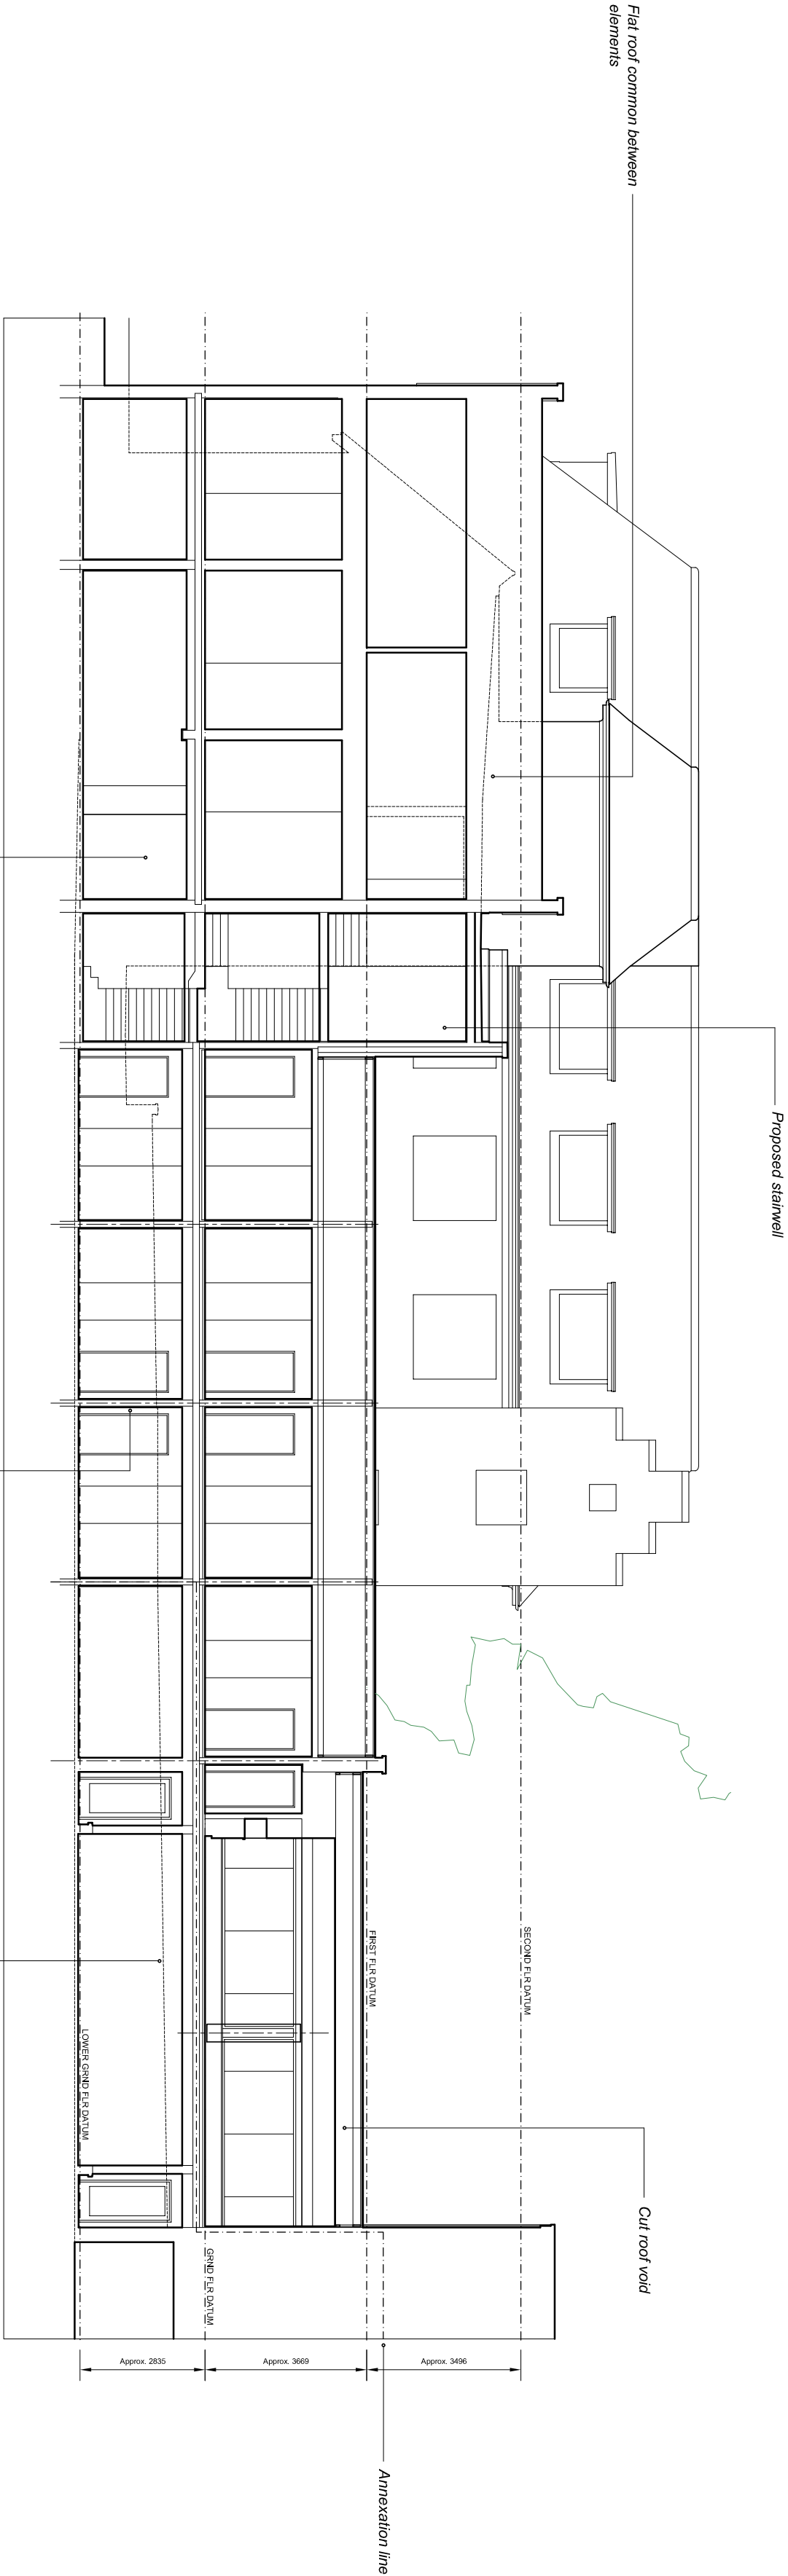 Flat roof common between
elements
Proposed stairwell
Cut roof void
Annexation line
SECOND FLR DATUM
FIRST FLR DATUM
GRND FLR DATUM
LOWER GRND FLR DATUM
Approx. 2835
Approx. 3669
Approx. 3496